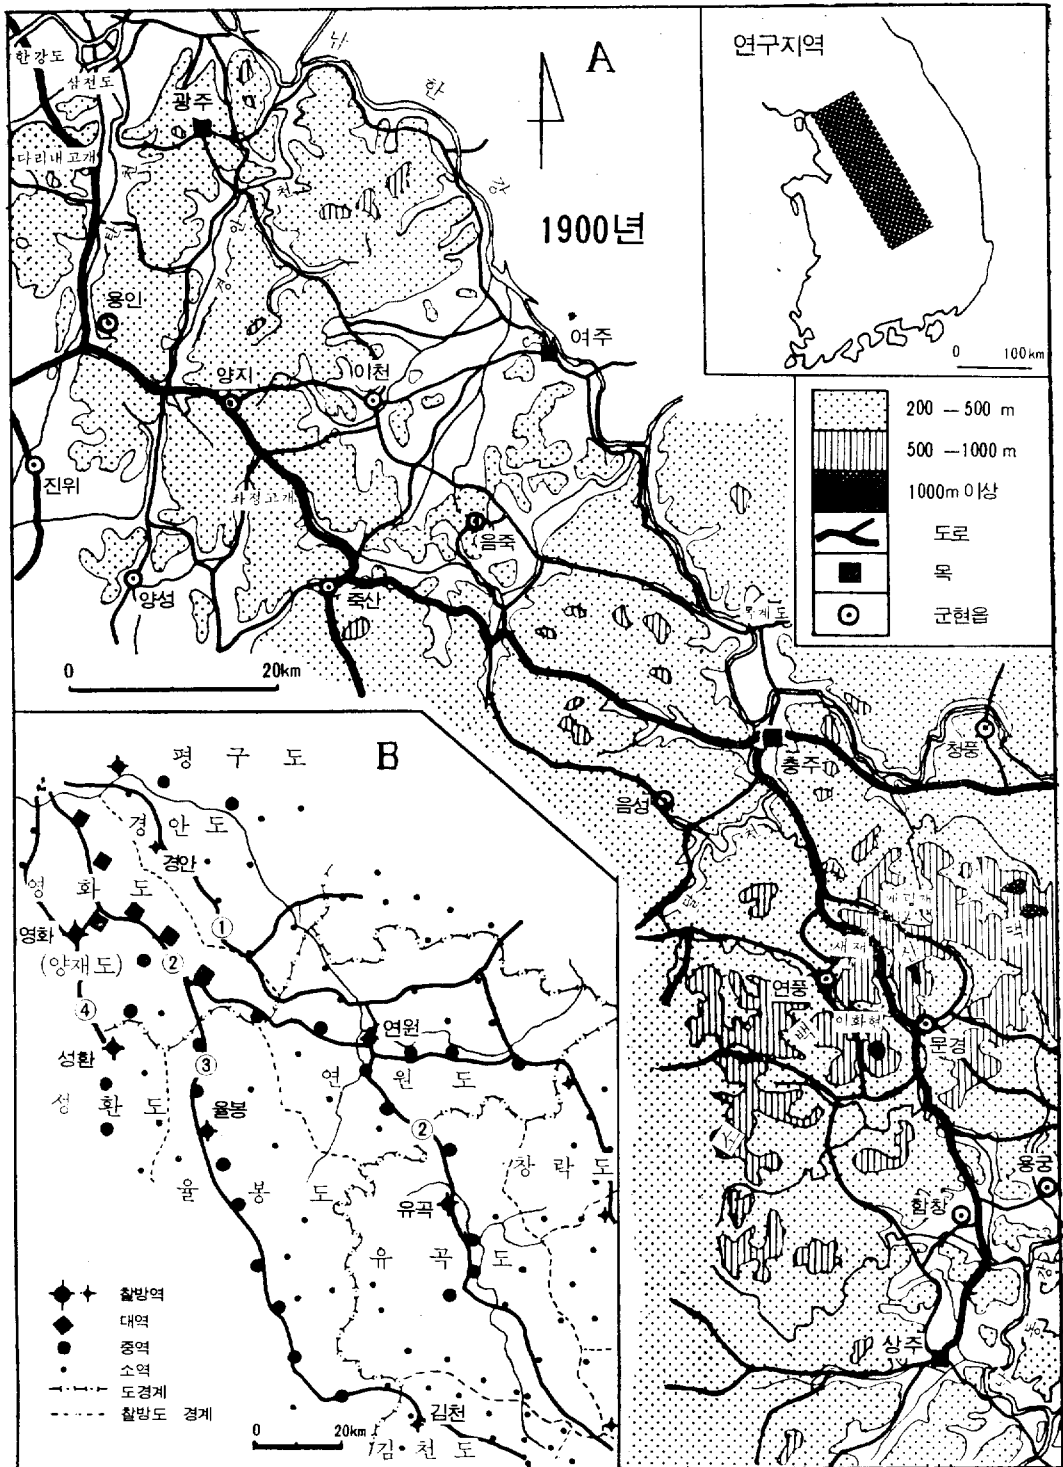 한강도
삼전도
광주
다리내고개
A
1900년
연구지역
0 100km
용인
양지
이천
여주
진위
양성
죽산
음죽
0 20km
200 — 500 m
500 — 1000 m
1000m 이상
도로
목
군현읍
충주
청풍
음성
새재
연풍
이화현
문경
용궁
함창
상주
B
평구도
경안도
경안
영화도
영화
(양재도)
①
②
④
③
성환
성환도
율봉
율봉도
연원
연원도
②
창락도
유곡
유곡도
김천
김천도
찰방역
대역
중역
소역
도경계
찰방도 경계
0 20km